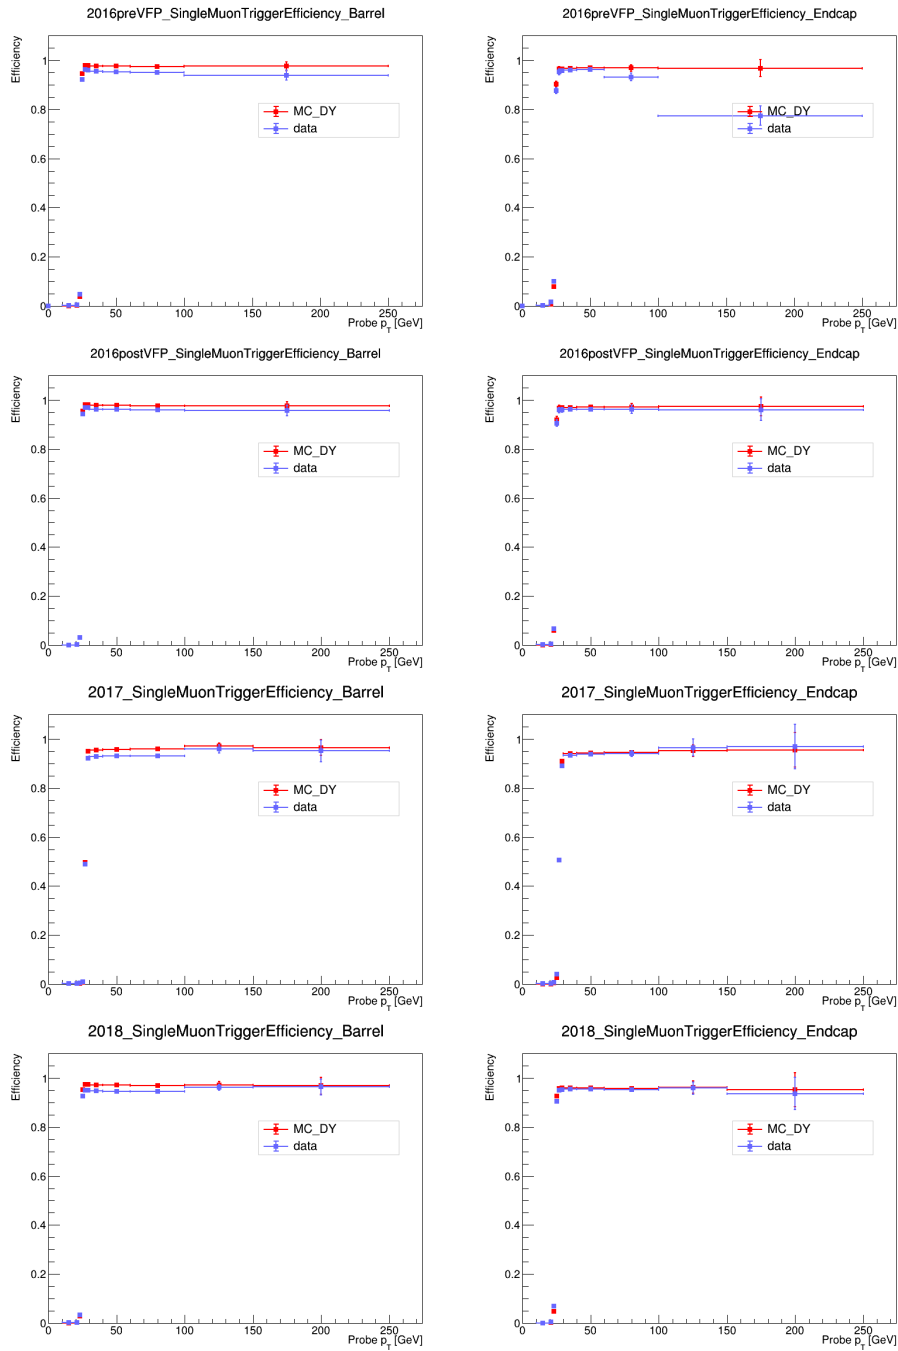 2016preVFP_SingleMuonTriggerEfficiency_Barrel
Efficiency
1
0.8
0.6
0.4
0.2
0
MC_DY
data
0 50 100 150 200 250
Probe p_T [GeV]
2016preVFP_SingleMuonTriggerEfficiency_Endcap
Efficiency
1
0.8
0.6
0.4
0.2
0
MC_DY
data
0 50 100 150 200 250
Probe p_T [GeV]
2016postVFP_SingleMuonTriggerEfficiency_Barrel
Efficiency
1
0.8
0.6
0.4
0.2
0
MC_DY
data
0 50 100 150 200 250
Probe p_T [GeV]
2016postVFP_SingleMuonTriggerEfficiency_Endcap
Efficiency
1
0.8
0.6
0.4
0.2
0
MC_DY
data
0 50 100 150 200 250
Probe p_T [GeV]
2017_SingleMuonTriggerEfficiency_Barrel
Efficiency
1
0.8
0.6
0.4
0.2
0
MC_DY
data
0 50 100 150 200 250
Probe p_T [GeV]
2017_SingleMuonTriggerEfficiency_Endcap
Efficiency
1
0.8
0.6
0.4
0.2
0
MC_DY
data
0 50 100 150 200 250
Probe p_T [GeV]
2018_SingleMuonTriggerEfficiency_Barrel
Efficiency
1
0.8
0.6
0.4
0.2
0
MC_DY
data
0 50 100 150 200 250
Probe p_T [GeV]
2018_SingleMuonTriggerEfficiency_Endcap
Efficiency
1
0.8
0.6
0.4
0.2
0
MC_DY
data
0 50 100 150 200 250
Probe p_T [GeV]